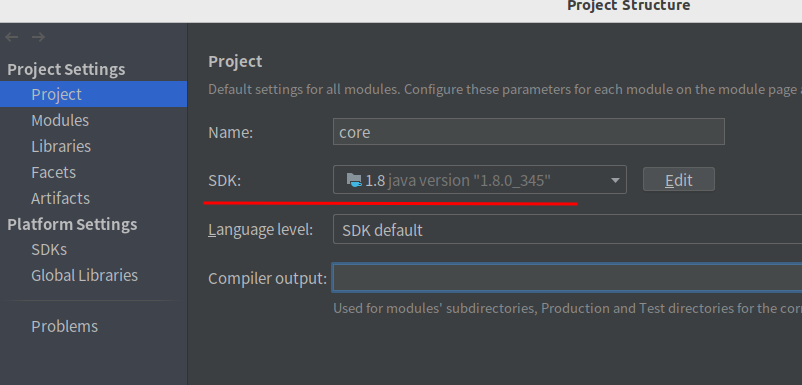 Project Structure
Project Settings
Project
Modules
Libraries
Facets
Artifacts
Platform Settings
SDKs
Global Libraries
Problems
Project
Default settings for all modules. Configure these parameters for each module on the module page
Name: core
SDK: 1.8 java version "1.8.0_345" Edit
Language level: SDK default
Compiler output:
Used for modules' subdirectories, Production and Test directories for the